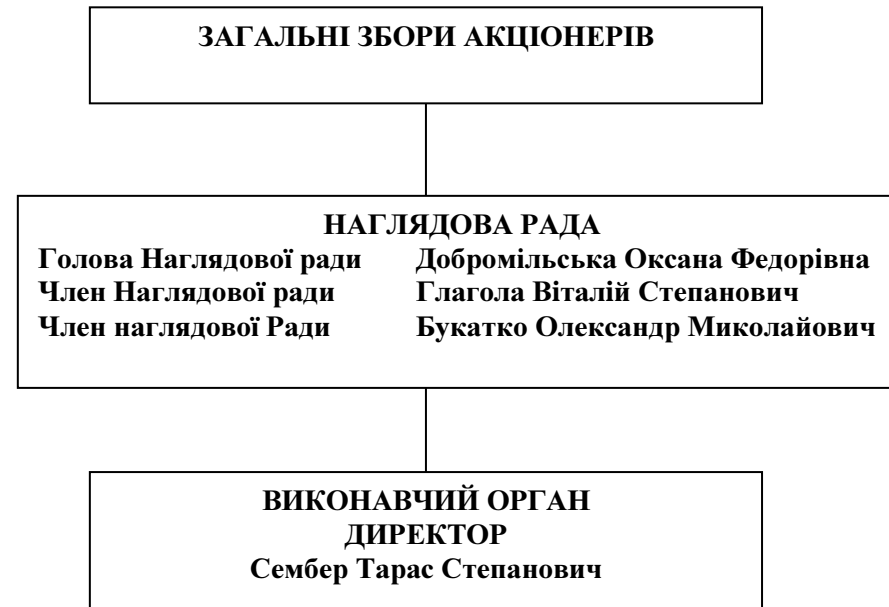 ЗАГАЛЬНІ ЗБОРИ АКЦІОНЕРІВ
НАГЛЯДОВА РАДА
Голова Наглядової ради Добромільська Оксана Федорівна
Член Наглядової ради Глагола Віталій Степанович
Член наглядової Ради Букатко Олександр Миколайович
ВИКОНАВЧИЙ ОРГАН
ДИРЕКТОР
Сембер Тарас Степанович